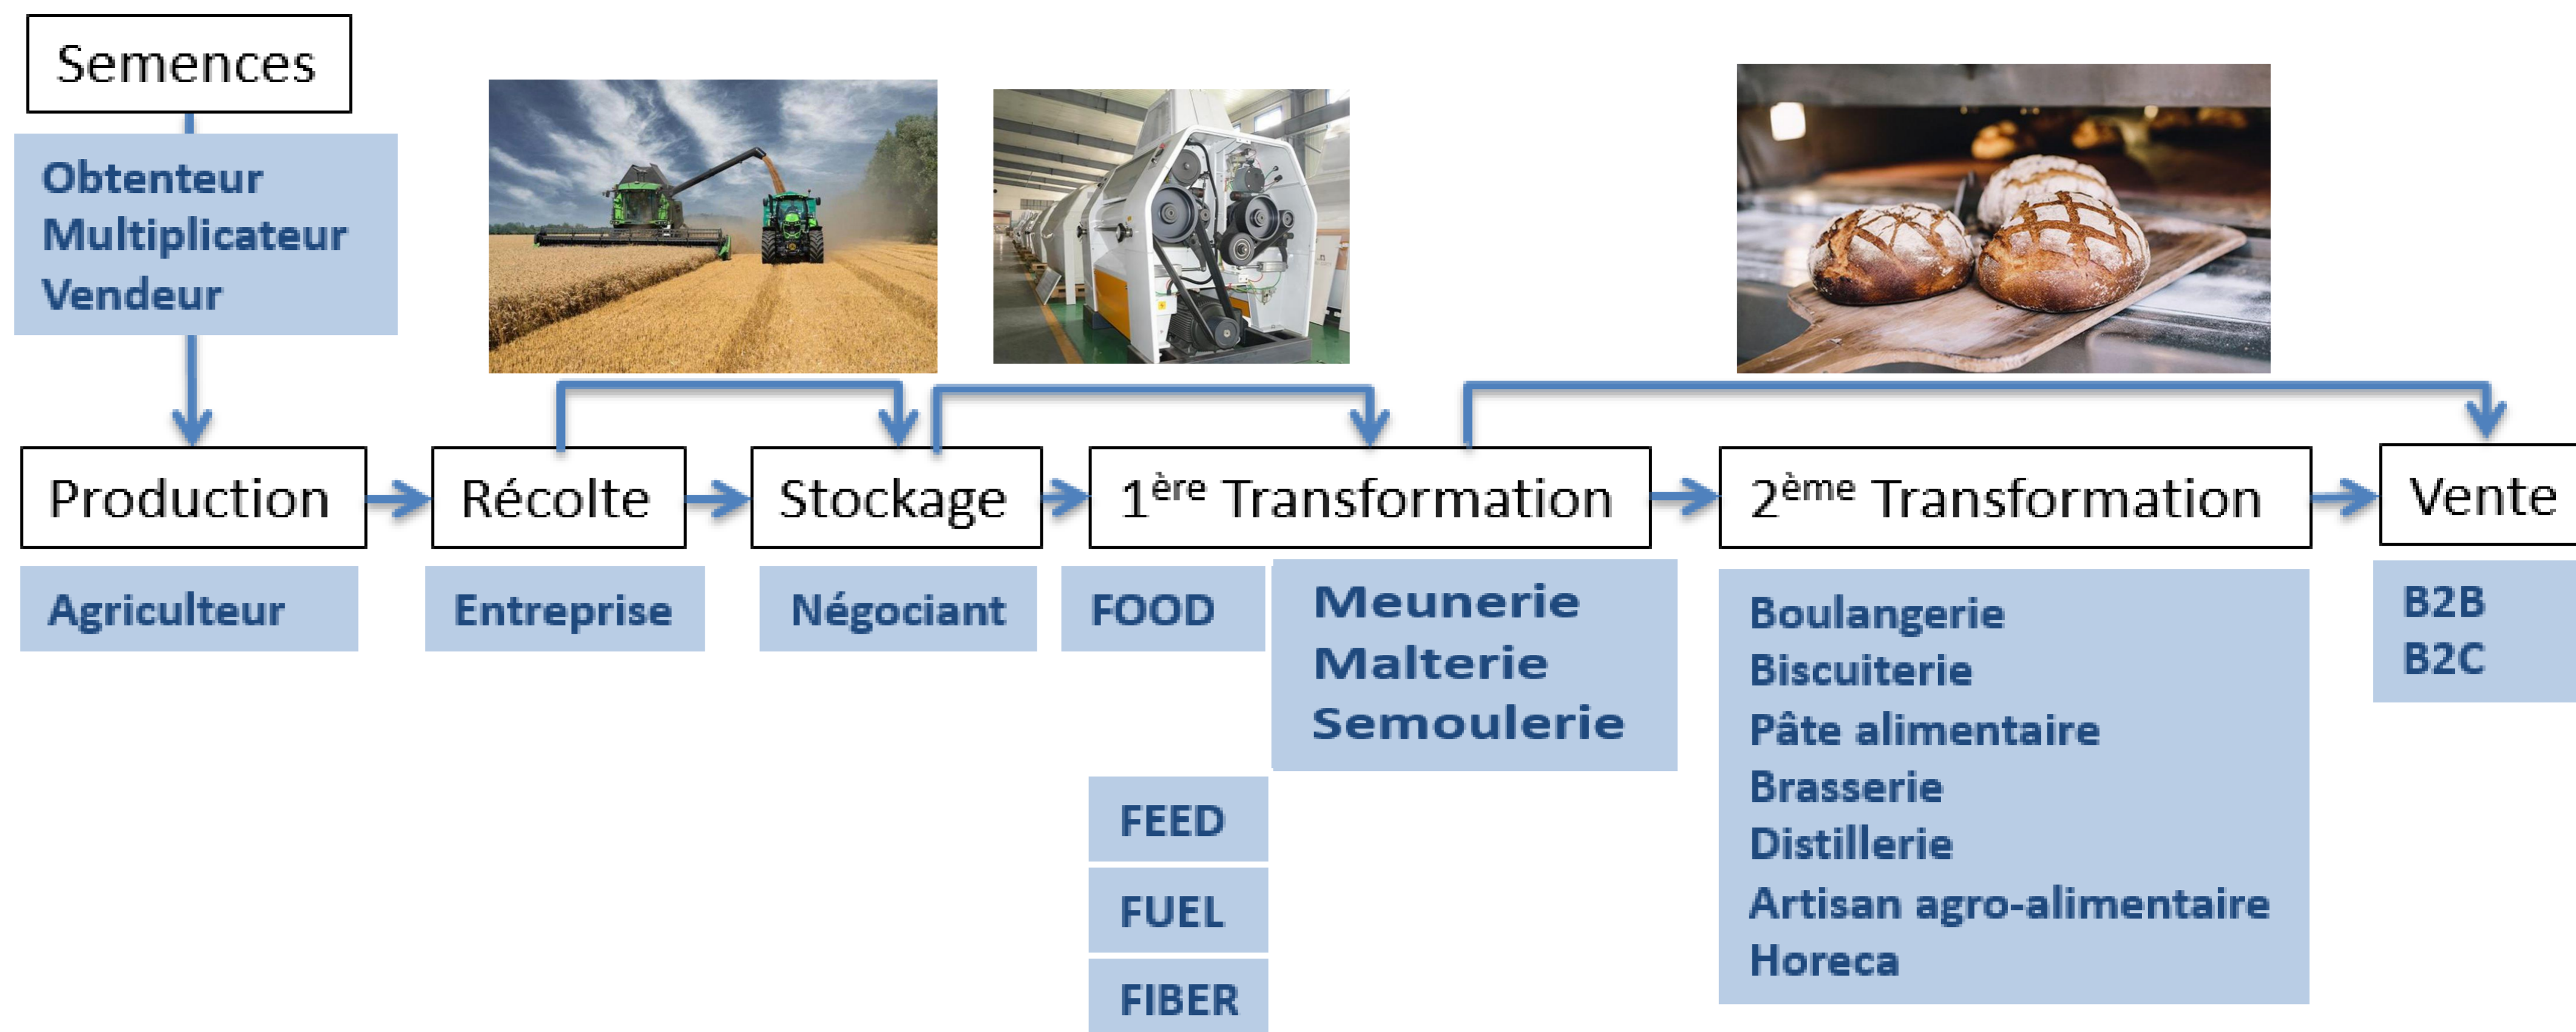 Semences
Obtenteur
Multiplicateur
Vendeur
Production
Récolte
Stockage
1ère Transformation
2ème Transformation
Vente
Agriculteur
Entreprise
Négociant
FOOD
Meunerie
Malterie
Semoulerie
FEED
FUEL
FIBER
Boulangerie
Biscuiterie
Pâte alimentaire
Brasserie
Distillerie
Artisan agro-alimentaire
Horeca
B2B
B2C